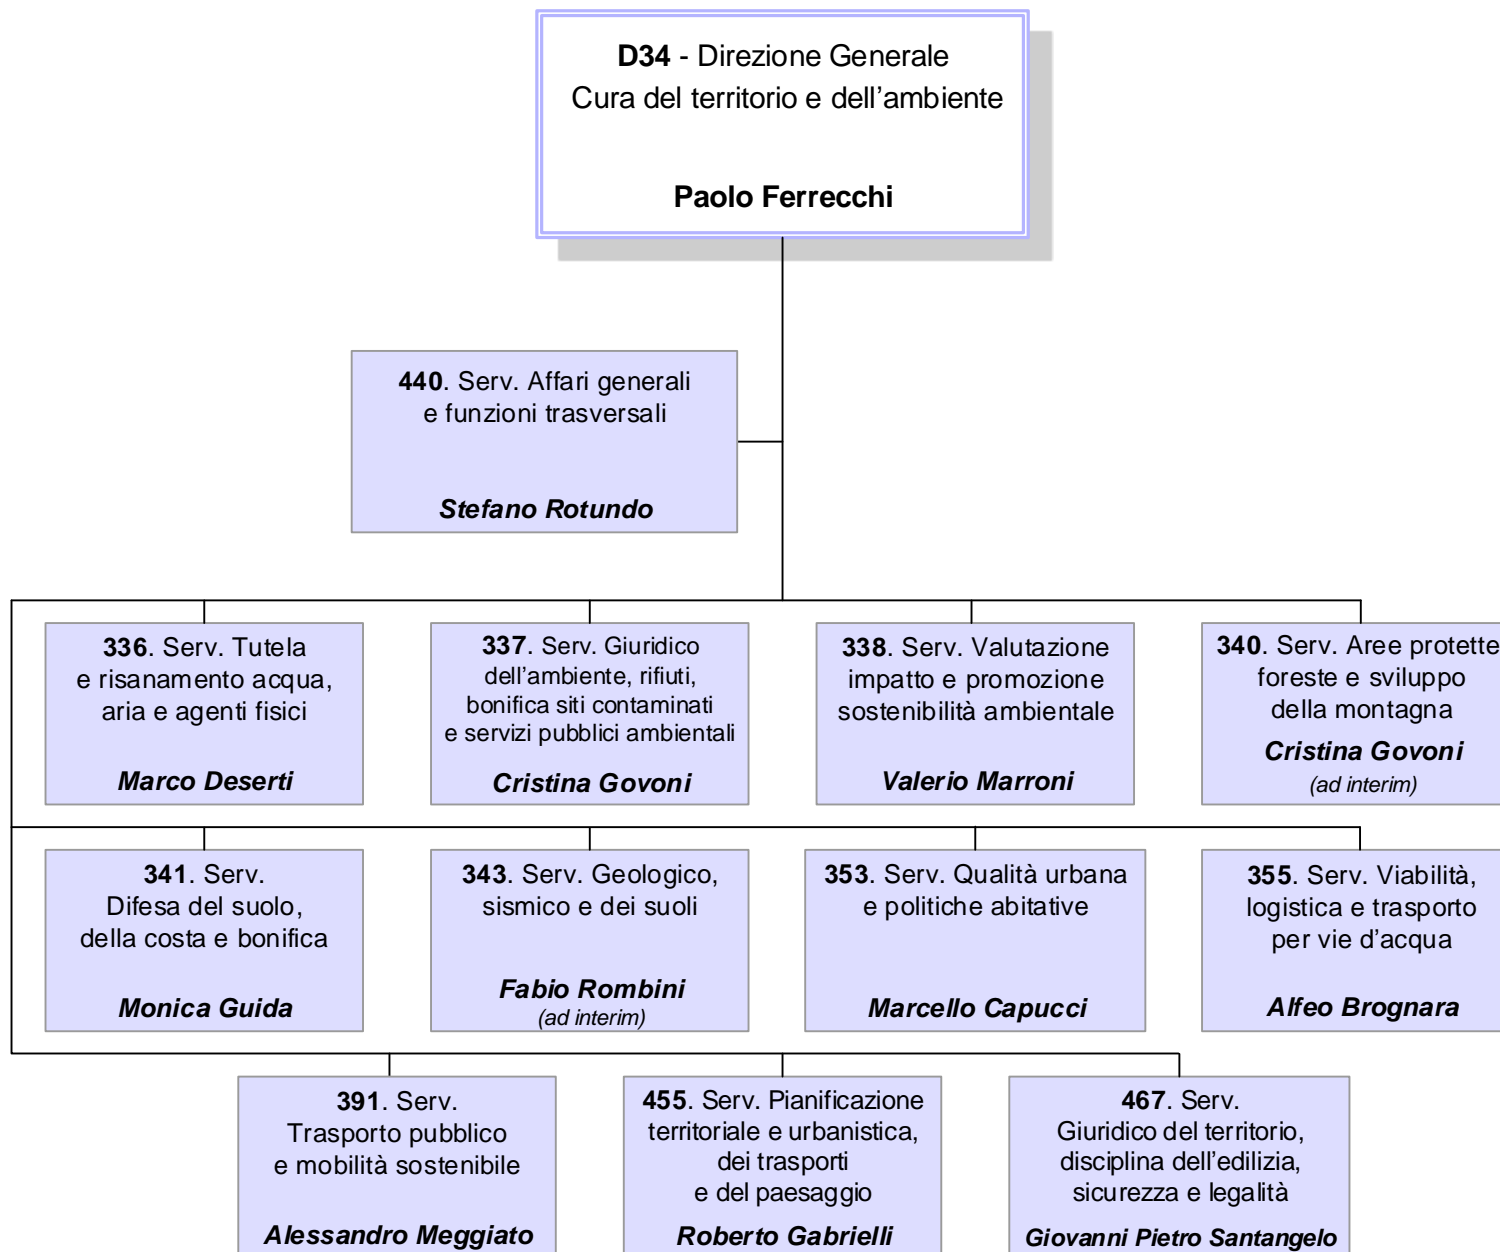 D34 - Direzione Generale
Cura del territorio e dell'ambiente
Paolo Ferrecchi
440. Serv. Affari generali
e funzioni trasversali
Stefano Rotundo
336. Serv. Tutela
e risanamento acqua,
aria e agenti fisici
Marco Deserti
337. Serv. Giuridico
dell'ambiente, rifiuti,
bonifica siti contaminati
e servizi pubblici ambientali
Cristina Govoni
338. Serv. Valutazione
impatto e promozione
sostenibilità ambientale
Valerio Marroni
340. Serv. Aree protette
foreste e sviluppo
della montagna
Cristina Govoni
(ad interim)
341. Serv.
Difesa del suolo,
della costa e bonifica
Monica Guida
343. Serv. Geologico,
sismico e dei suoli
Fabio Rombini
(ad interim)
353. Serv. Qualità urbana
e politiche abitative
Marcello Capucci
355. Serv. Viabilità,
logistica e trasporto
per vie d'acqua
Alfeo Brognara
391. Serv.
Trasporto pubblico
e mobilità sostenibile
Alessandro Meggiato
455. Serv. Pianificazione
territoriale e urbanistica,
dei trasporti
e del paesaggio
Roberto Gabrielli
467. Serv.
Giuridico del territorio,
disciplina dell'edilizia,
sicurezza e legalità
Giovanni Pietro Santangelo